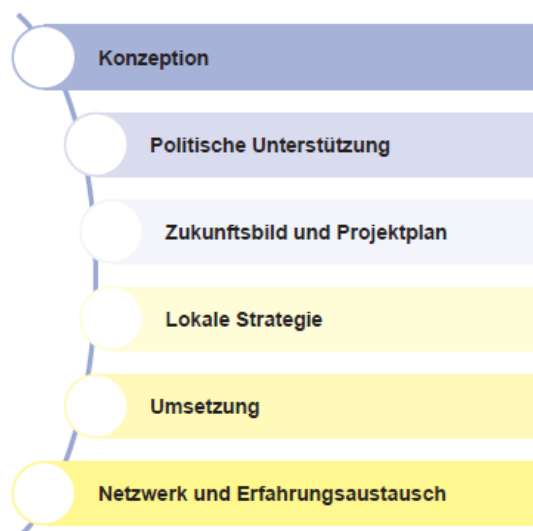 Konzeption
Politische Unterstützung
Zukunftsbild und Projektplan
Lokale Strategie
Umsetzung
Netzwerk und Erfahrungsaustausch